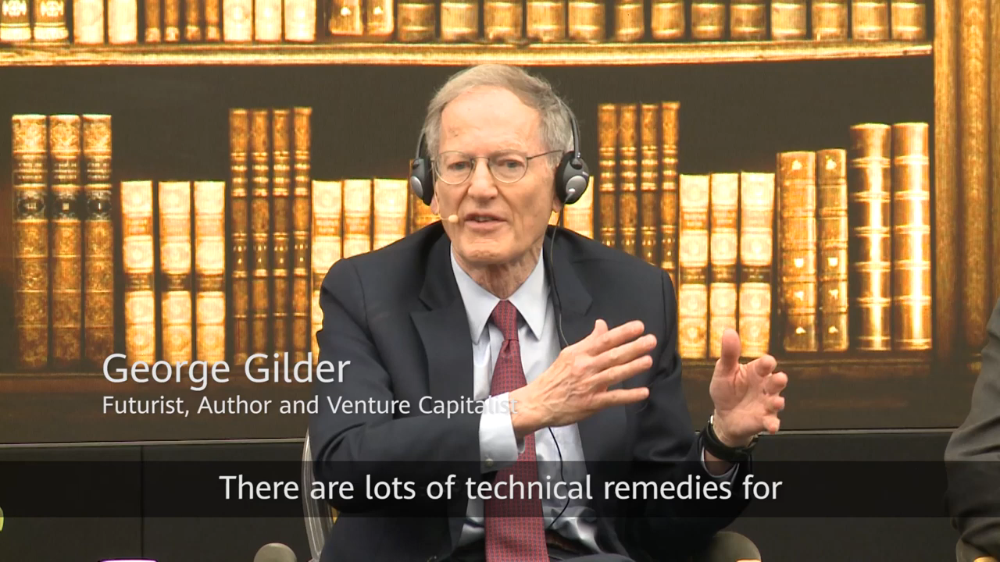 George Gilder
Futurist, Author and Venture Capitalist
There are lots of technical remedies for